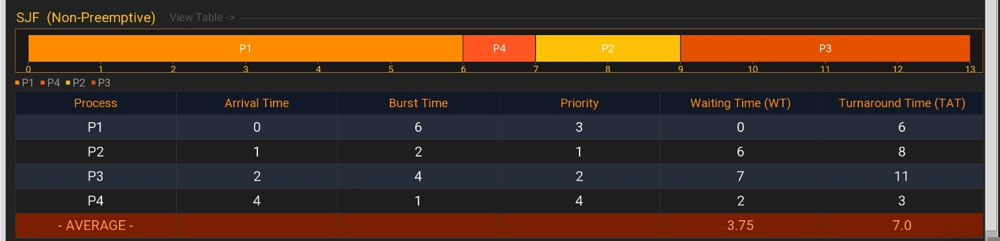 SJF (Non-Preemptive) View Table ->
P1 P4 P2 P3
0 1 2 3 4 5 6 7 8 9 10 11 12 13
P1 P4 P2 P3
Process Arrival Time Burst Time Priority Waiting Time (WT) Turnaround Time (TAT)
P1 0 6 3 0 6
P2 1 2 1 6 8
P3 2 4 2 7 11
P4 4 1 4 2 3
- AVERAGE - 3.75 7.0